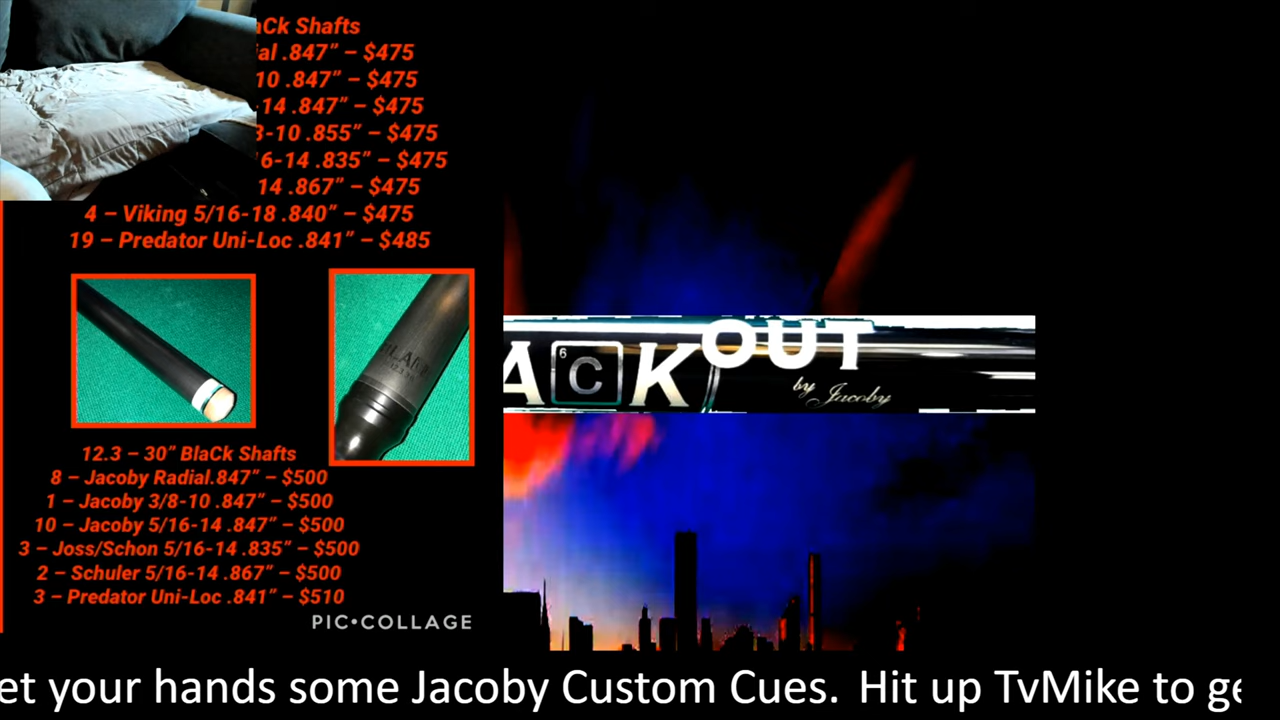 aCk Shafts
ial .847” – $475
10 .847” – $475
-14 .847” – $475
3-10 .855” – $475
16-14 .835” – $475
14 .867” – $475
4 – Viking 5/16-18 .840” – $475
19 – Predator Uni-Loc .841” – $485
ACK OUT
6
by Jacoby
12.3 – 30” BlaCk Shafts
8 – Jacoby Radial.847” – $500
1 – Jacoby 3/8-10 .847” – $500
10 – Jacoby 5/16-14 .847” – $500
3 – Joss/Schon 5/16-14 .835” – $500
2 – Schuler 5/16-14 .867” – $500
3 – Predator Uni-Loc .841” – $510
PIC•COLLAGE
et your hands some Jacoby Custom Cues. Hit up TvMike to ge